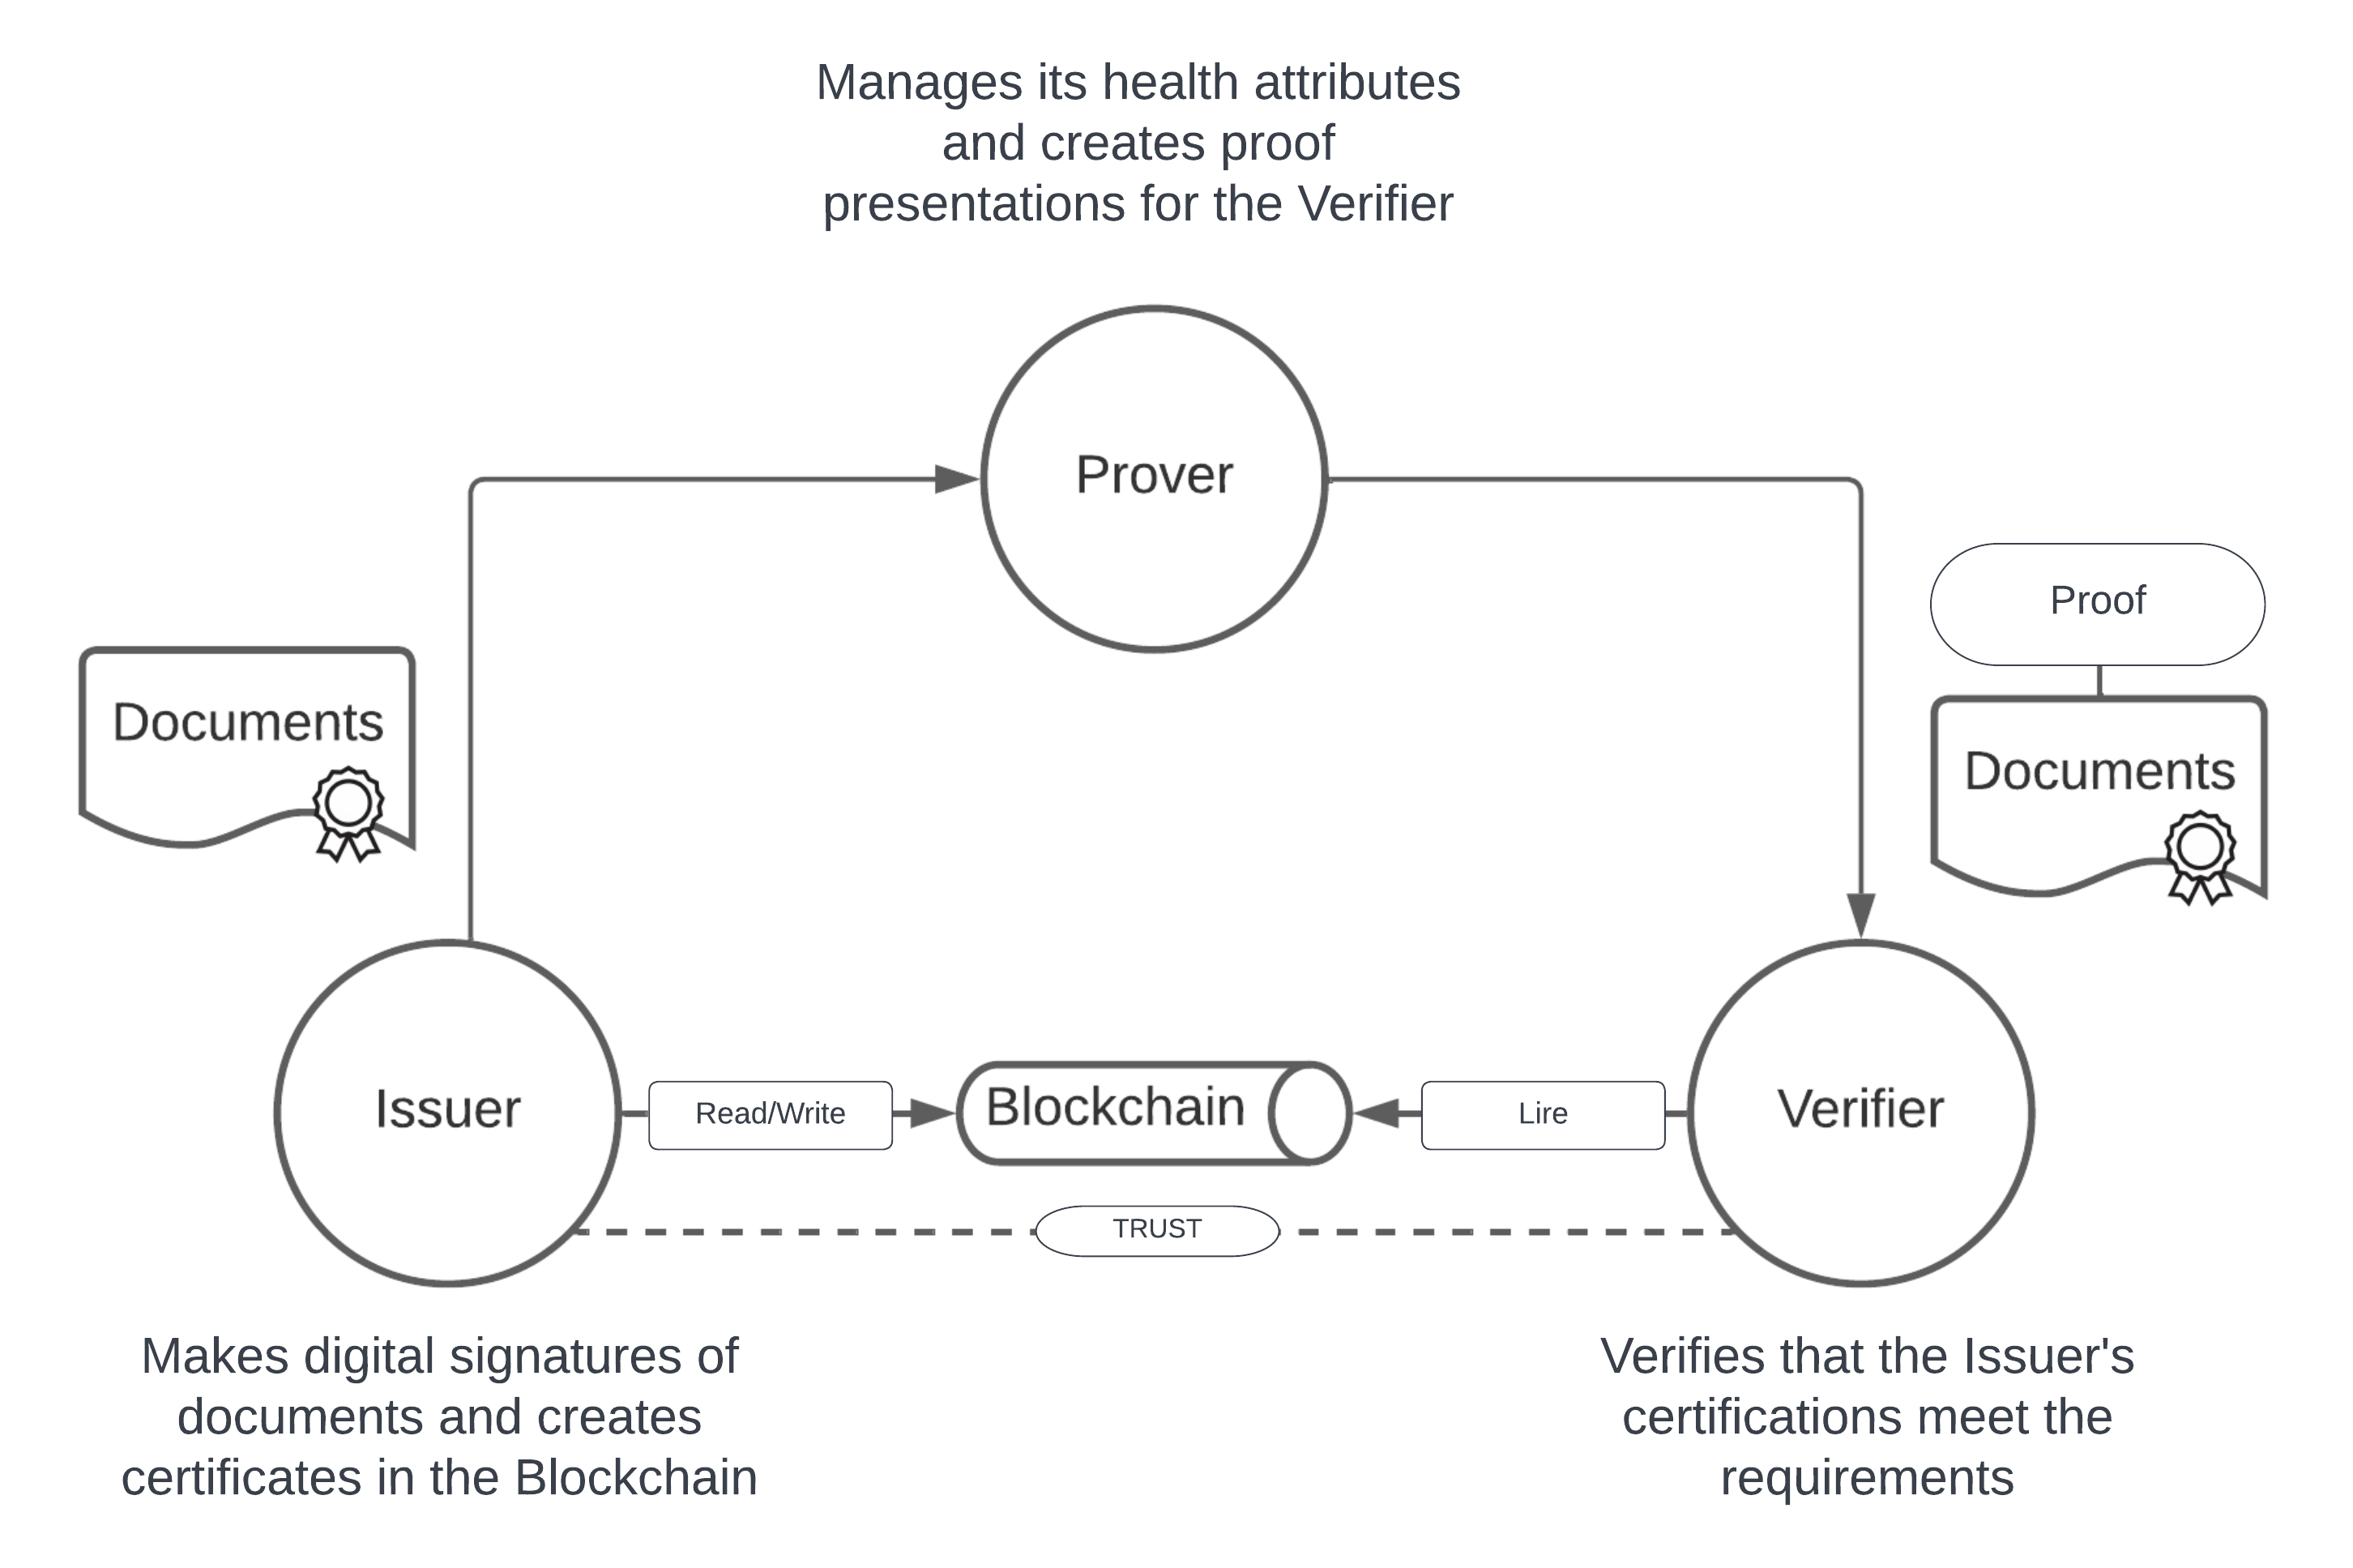 Manages its health attributes
and creates proof
presentations for the Verifier
Prover
Proof
Documents
Documents
Issuer
Read/Write
Blockchain
Lire
Verifier
TRUST
Makes digital signatures of
documents and creates
certificates in the Blockchain
Verifies that the Issuer's
certifications meet the
requirements